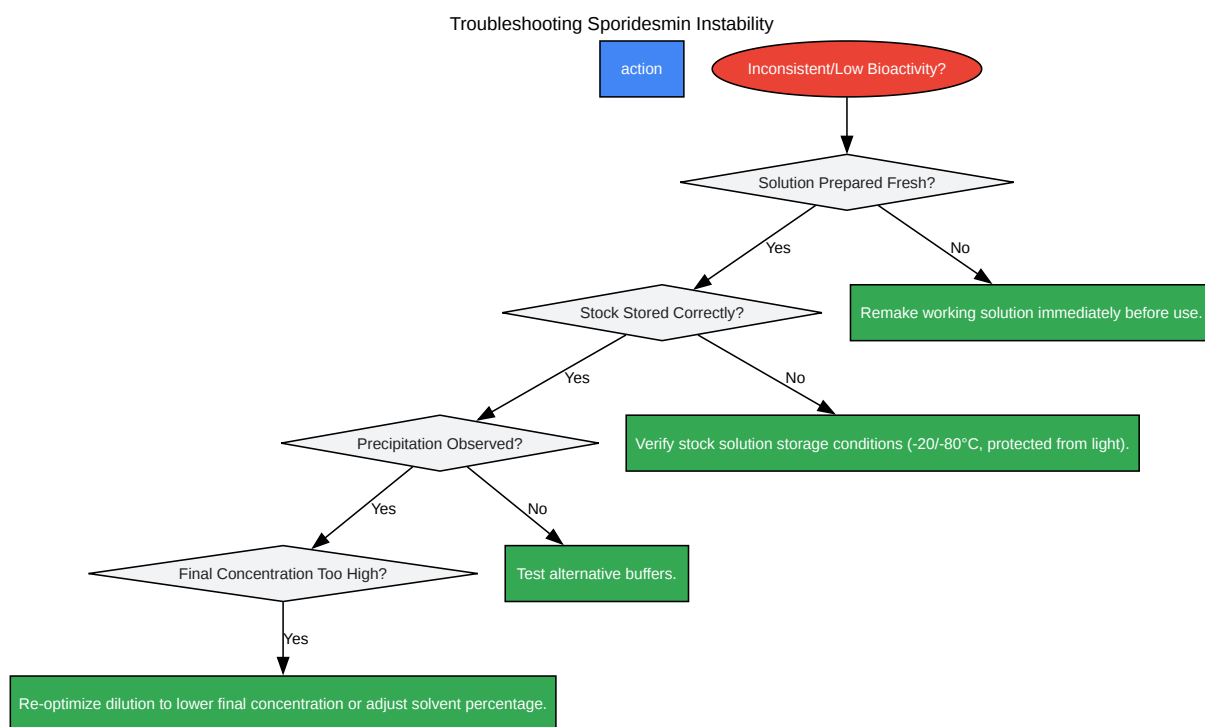 Troubleshooting Sporidesmin Instability
action
Inconsistent/Low Bioactivity?
Solution Prepared Fresh?
Yes
No
Stock Stored Correctly?
Remake working solution immediately before use.
Yes
No
Precipitation Observed?
Verify stock solution storage conditions (-20/-80°C, protected from light).
Yes
No
Final Concentration Too High?
Test alternative buffers.
Yes
Re-optimize dilution to lower final concentration or adjust solvent percentage.